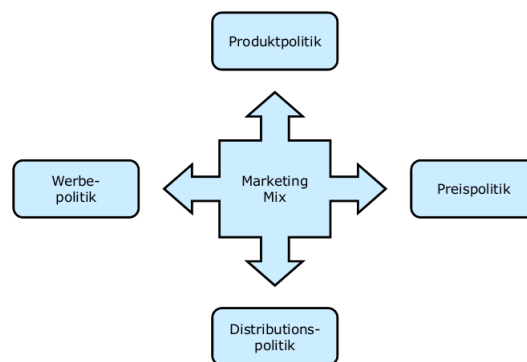 Produktpolitik
Werbe-
politik
Marketing
Mix
Preispolitik
Distributions-
politik